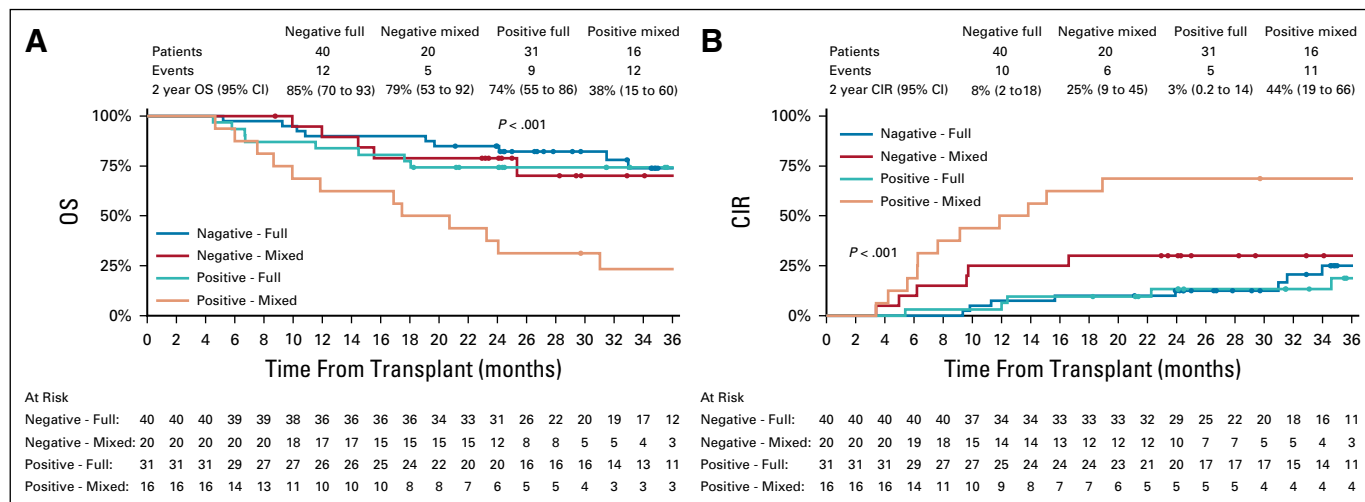 A
Negative full Negative mixed Positive full Positive mixed
Patients 40 20 31 16
Events 12 5 9 12
2 year OS (95% CI) 85% (70 to 93) 79% (53 to 92) 74% (55 to 86) 38% (15 to 60)
100%
75%
50%
25%
0%
OS
P < .001
Nagative - Full
Negative - Mixed
Positive - Full
Positive - Mixed
0 2 4 6 8 10 12 14 16 18 20 22 24 26 28 30 32 34 36
Time From Transplant (months)
At Risk
Negative - Full: 40 40 40 39 39 38 36 36 36 36 34 33 31 26 22 20 19 17 12
Negative - Mixed: 20 20 20 20 20 18 17 17 15 15 15 15 12 8 8 5 5 4 3
Positive - Full: 31 31 31 29 27 27 26 26 25 24 22 20 20 16 16 16 14 13 11
Positive - Mixed: 16 16 16 14 13 11 10 10 10 8 8 7 6 5 5 4 3 3 3
B
Negative full Negative mixed Positive full Positive mixed
Patients 40 20 31 16
Events 10 6 5 11
2 year CIR (95% CI) 8% (2 to18) 25% (9 to 45) 3% (0.2 to 14) 44% (19 to 66)
100%
75%
50%
25%
0%
CIR
Nagative - Full
Negative - Mixed
Positive - Full
Positive - Mixed
P < .001
0 2 4 6 8 10 12 14 16 18 20 22 24 26 28 30 32 34 36
Time From Transplant (months)
At Risk
Negative - Full: 40 40 40 40 40 37 34 34 33 33 33 32 29 25 22 20 18 16 11
Negative - Mixed: 20 20 20 19 18 15 14 14 13 12 12 12 10 7 7 5 5 4 3
Positive - Full: 31 31 31 29 27 27 25 24 24 24 23 21 20 17 17 17 15 14 11
Positive - Mixed: 16 16 16 14 11 10 9 8 7 7 6 5 5 5 5 4 4 4 4